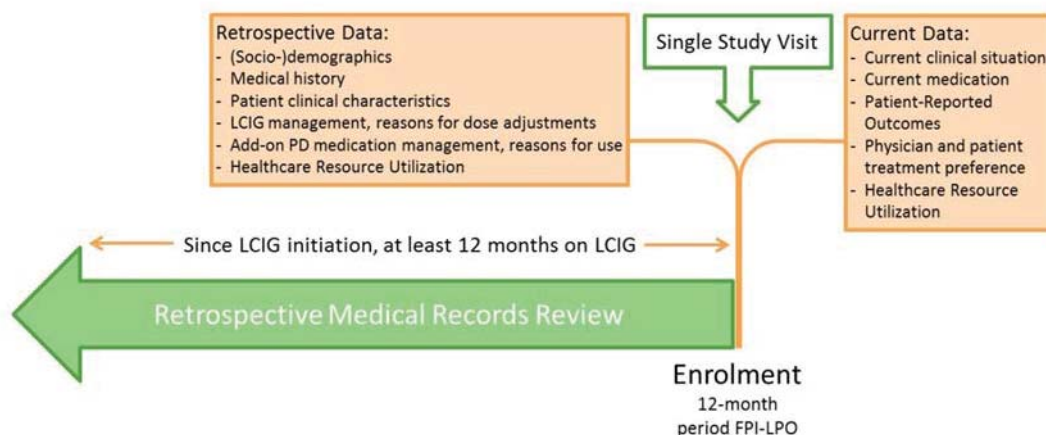 Retrospective Data:
- (Socio-)demographics
- Medical history
- Patient clinical characteristics
- LCIG management, reasons for dose adjustments
- Add-on PD medication management, reasons for use
- Healthcare Resource Utilization
Single Study Visit
Current Data:
- Current clinical situation
- Current medication
- Patient-Reported
Outcomes
- Physician and patient
treatment preference
- Healthcare Resource
Utilization
Since LCIG initiation, at least 12 months on LCIG
Retrospective Medical Records Review
Enrolment
12-month
period FPI-LPO